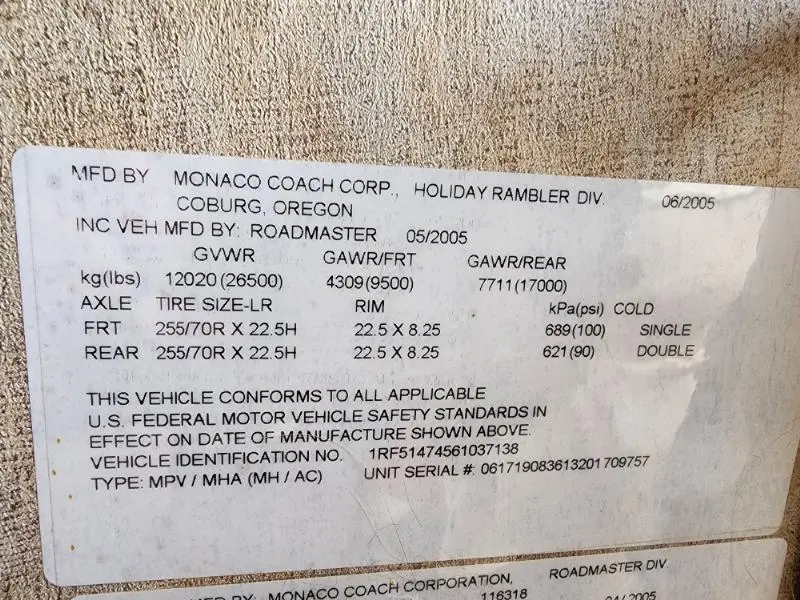 MFD BY MONACO COACH CORP., HOLIDAY RAMBLER DIV. 06/2005
COBURG, OREGON
INC VEH MFD BY: ROADMASTER 05/2005
GVWR GAWR/FRT GAWR/REAR
kg(lbs) 12020 (26500) 4309(9500) 7711(17000)
AXLE TIRE SIZE-LR RIM kPa(psi) COLD
FRT 255/70R X 22.5H 22.5 X 8.25 689(100) SINGLE
REAR 255/70R X 22.5H 22.5 X 8.25 621(90) DOUBLE
THIS VEHICLE CONFORMS TO ALL APPLICABLE
U.S. FEDERAL MOTOR VEHICLE SAFETY STANDARDS IN
EFFECT ON DATE OF MANUFACTURE SHOWN ABOVE.
VEHICLE IDENTIFICATION NO. 1RF51474561037138
TYPE: MPV / MHA (MH / AC) UNIT SERIAL #: 061719083613201709757
MFD BY: MONACO COACH CORPORATION, ROADMASTER DIV
116318 04/2005